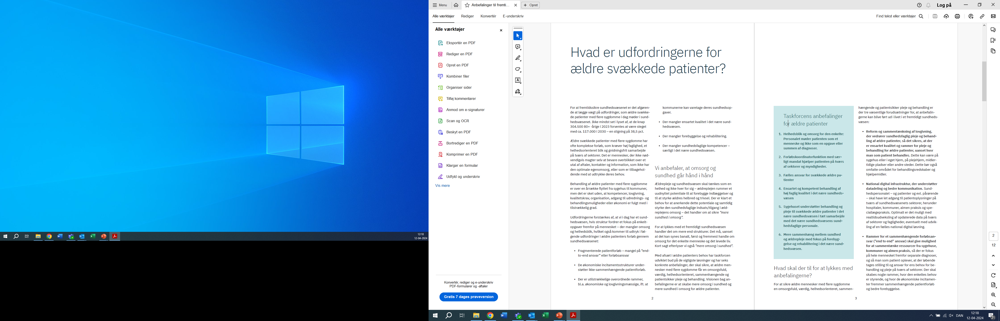 12:18
12-04-2024
Menu
Anbefalinger til fremti...
Opret
Log på
Alle værktøjer
Rediger
Konvertér
E-underskriv
Find tekst eller værktøjer
Alle værktøjer
Eksportér en PDF
Rediger en PDF
Opret en PDF
Kombiner filer
Organiser sider
Tilføj kommentarer
Anmod om e-signaturer
Scan og OCR
Beskyt en PDF
Bortrediger en PDF
Komprimer en PDF
Klargør en formular
Udfyld og underskriv
Vis mere
Konvertér, rediger og e-underskriv
PDF-formularer og -aftaler
Gratis 7 dages prøveversion
Hvad er udfordringerne for
ældre svækkede patienter?
For at fremtidssikre sundhedsvæsenet er det afgøren-
de at lægge vægt på udfordringer, som ældre svække-
de patienter med flere sygdomme i dag møder i sund-
hedsvæsenet. Ikke mindst set i lyset af, at de knap
304.500 80+ -årige i 2023 forventes at være steget
med ca. 117.000 i 2030 – en stigning på 38,5 pct.
Ældre svækkede patienter med flere sygdomme har
ofte komplekse forløb, som kræver høj faglighed, et
helhedsorienteret blik og gnidningsfrit samarbejde
på tværs af sektorer. Det er mennesker, der ikke nød-
vendigvis magter selv at bevare overblikket over et
utal af aftaler, kontakter og information, som ikke har
den optimale egenomsorg, eller som er tilbagehol-
dende med at udtrykke deres behov.
Behandling af ældre patienter med flere sygdomme
er over en årrække flyttet fra sygehus til kommuner,
men det er sket uden, at kompetencer, lovgivning,
kvalitetskrav, organisation, adgang til udrednings- og
behandlingsmuligheder eller økonomi er fulgt med i
tilstrækkelig grad.
Udfordringerne forstærkes af, at vi i dag har et sund-
hedsvæsen, hvis struktur fordrer et fokus på enkelt-
opgaver fremfor på mennesket – der mangler omsorg
og helhedsblik, hvilket også kommer til udtryk i føl-
gende udfordringer i ældre patienters forløb gennem
sundhedsvæsenet:
• Fragmenterede patientforløb – mangel på "end-
to-end ansvar" eller forløbsansvar
• De økonomiske incitamentsstrukturer under-
støtter ikke sammenhængende patientforløb.
• Der er utilstrækkelige overordnede rammer,
bl.a. økonomiske og lovgivningsmæssige, ift. at
kommunerne kan varetage deres sundhedsop-
gaver.
• Der mangler ensartet kvalitet i det nære sund-
hedsvæsen.
• Der mangler forebyggelse og rehabilitering.
• Der mangler sundhedsfaglige kompetencer –
særligt i det nære sundhedsvæsen.
Vi anbefaler, at omsorg og
sundhed går hånd i hånd
Ældrepleje og sundhedsvæsen skal tænkes som en
helhed og ikke hver for sig – ældreplejen rummer et
uudnyttet potentiale til at forebygge indlæggelser og
til at styrke ældres helbred og trivsel. Der er klart et
behov for at anerkende dette potentiale og samtidig
styrke den sundhedsfaglige indsats/tilgang i æld-
replejens omsorg – det handler om at sikre "mere
sundhed i omsorg".
For at lykkes med et fremtidigt sundhedsvæsen
handler det om mere end strukturer. Det må, uanset
at det kan synes banalt, først og fremmest handle om
omsorg for det enkelte menneske og det levede liv.
Kort sagt efterlyser vi også "mere omsorg i sundhed".
Med afsæt i ældre patienters behov har taskforcen
udviklet bud på de vigtigste løsninger og har seks
konkrete anbefalinger, der skal sikre, at ældre men-
nesker med flere sygdomme får en omsorgsfuld,
værdig, helhedsorienteret, sammenhængende og
patientsikker pleje og behandling. Visionen bag an-
befalingerne er at skabe mere omsorg i sundhed og
mere sundhed i omsorg for ældre patienter.
2
Taskforcens anbefalinger
for ældre patienter
1. Helhedsblik og omsorg for den enkelte:
Personalet møder patienten som et
menneske og ikke som en opgave eller
summen af diagnoser.
2. Forløbskoordinatorfunktion med sær-
ligt mandat hjælper patienten på tværs
af sektorer og myndigheder.
3. Fælles ansvar for svækkede ældre pa-
tienter
4. Ensartet og kompetent behandling af
høj faglig kvalitet i det nære sundheds-
væsen
5. Sygehuset understøtter behandling og
pleje til svækkede ældre patienter i det
nære sundhedsvæsen i tæt samarbejde
med det nære sundhedsvæsens sund-
hedsfaglige personale.
6. Mere sammenhæng mellem sundhed
og ældrepleje med fokus på forebyg-
gelse og rehabilitering i det nære sund-
hedsvæsen.
Hvad skal der til for at lykkes med
anbefalingerne?
For at sikre ældre mennesker med flere sygdomme
en omsorgsfuld, værdig, helhedsorienteret, sammen-
hængende og patientsikker pleje og behandling er
der tre væsentlige forudsætninger for, at anbefalin-
gerne kan blive ført ud i livet i et fremtidigt sundheds-
væsen:
• Reform og sammentænkning af lovgivning,
der vedrører sundhedsfaglig pleje og behand-
ling af ældre patienter, så det sikres, at der
er ensartet kvalitet og rammer for pleje og
behandling for ældre patienter, uanset hvor
man som patient behandles. Dette kan være på
sygehus eller i eget hjem, på plejehjem, midler-
tidige pladser eller andre steder. Dette bør også
omfatte området for behandlingsredskaber og
hjælpemidler.
• National digital infrastruktur, der understøtter
datadeling og bedre kommunikation. Sund-
hedspersonalet – og patienter og evt. pårørende
– skal have let adgang til patientoplysninger på
tværs af sundhedsvæsenets sektorer, herunder
hospitaler, kommuner, almen praksis og spe-
ciallægepraksis. Optimalt er det muligt med
realtidsudveksling af opdaterede data på tværs
af sektorer og fagligheder, eventuelt med udvik-
ling af en fælles national digital løsning.
• Rammer for et sammenhængende forløbsan-
svar ("end to end" ansvar) skal give mulighed
for at sammentænke ressourcer fra sygehuse,
kommuner og almen praksis, så der er fokus
på hele mennesket fremfor separate diagnoser,
og så man som patient oplever, at der løbende
tages stilling til og ansvar for ens behov for be-
handling og pleje på tværs af sektorer. Der skal
skabes nogle rammer, hvor den enkeltes behov
er styrende, og hvor de økonomiske incitamen-
ter fremmer sammenhængende patientforløb
og bedre forebyggelse.
3
2
12
DAN
12:18
12-04-2024
21